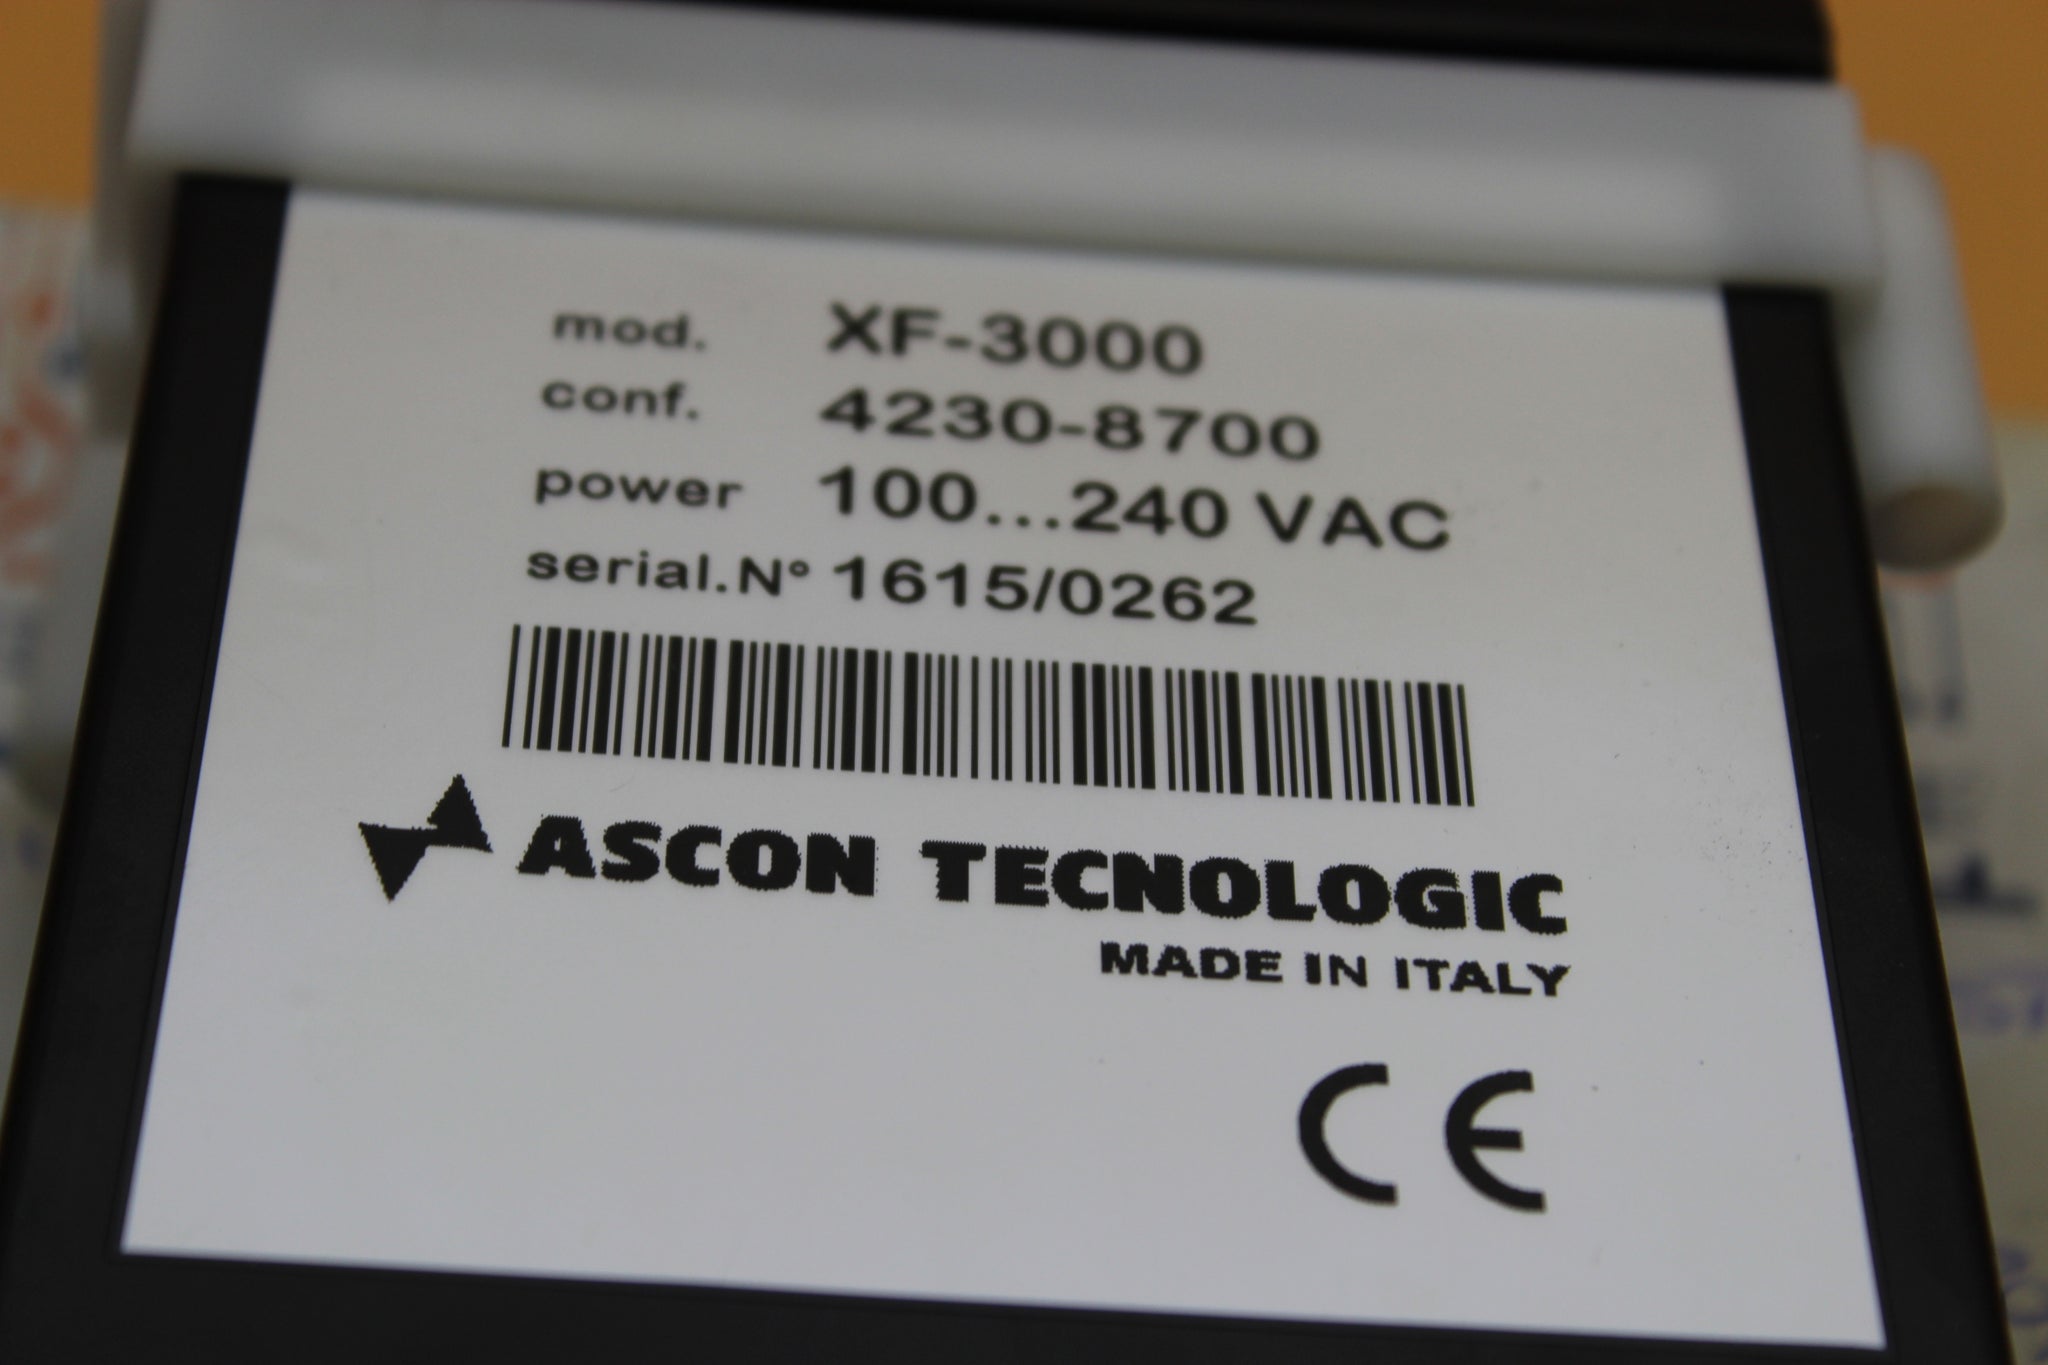 mod. XF-3000
conf. 4230-8700
power 100...240 VAC
serial.N° 1615/0262
ASCON TECNOLOGIC
MADE IN ITALY
CE